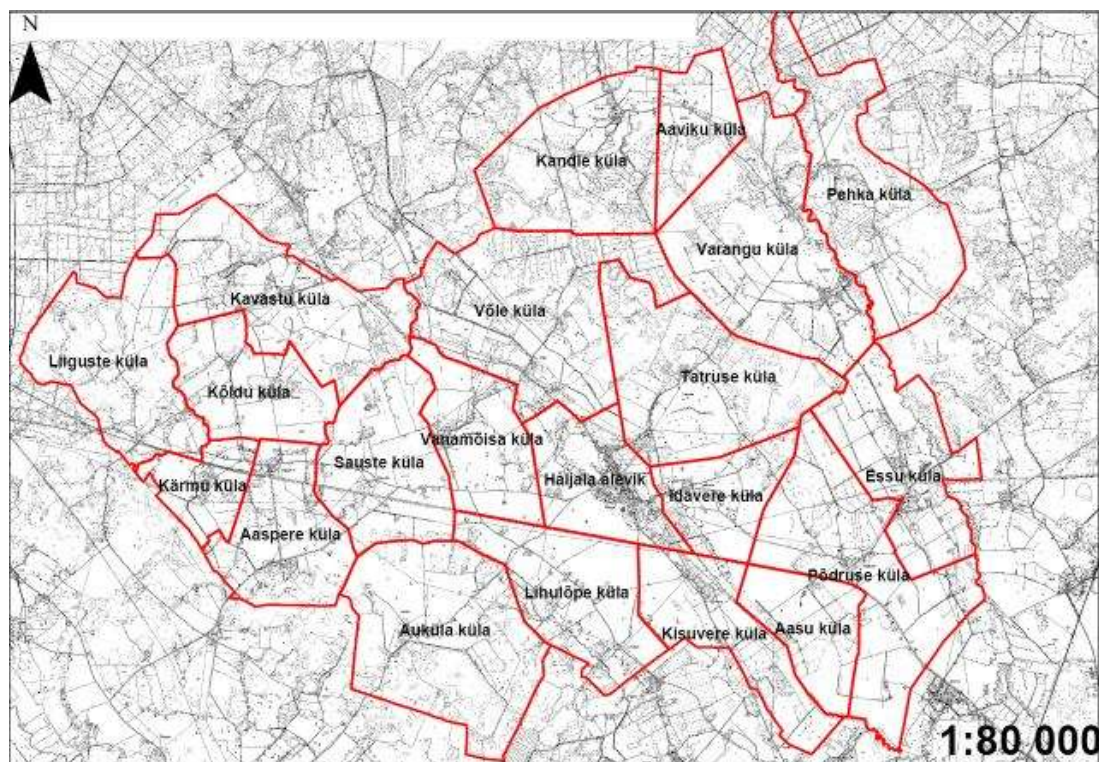 N
Aaviku küla
Kandle küla
Pehka küla
Varangu küla
Kavastu küla
Võle küla
Liiguste küla
Kõldu küla
Tatruse küla
Vanamõisa küla
Sauste küla
Kärmu küla
Haljala alevik
Idavere küla
Essu küla
Aaspere küla
Põdruse küla
Lihulõpe küla
Auküla küla
Kisuvere küla
Aasu küla
1:80 000